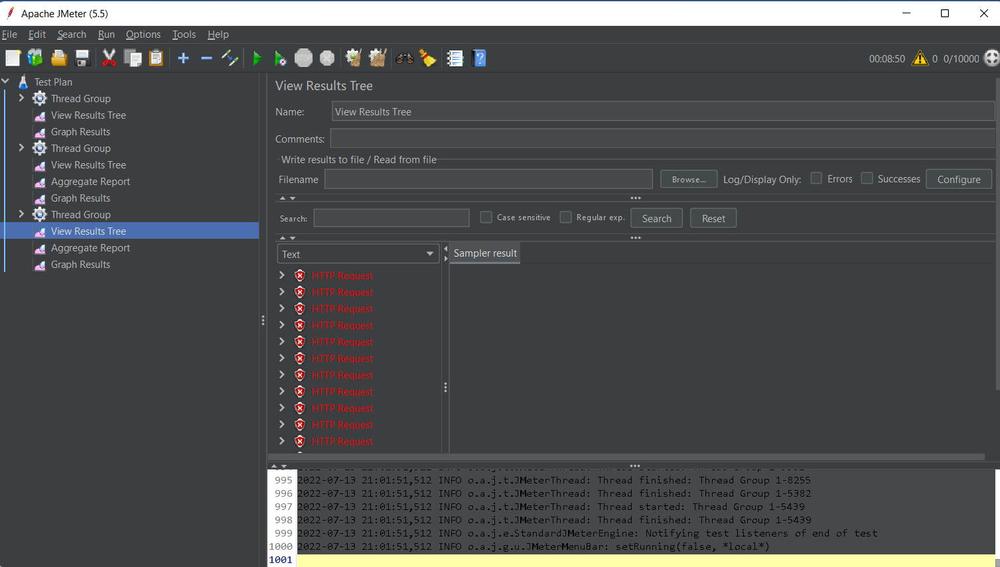 Apache JMeter (5.5)
File Edit Search Run Options Tools Help
STOP
00:08:50 0 0/10000
Test Plan
Thread Group
View Results Tree
Graph Results
Thread Group
View Results Tree
Aggregate Report
Graph Results
Thread Group
View Results Tree
Aggregate Report
Graph Results
View Results Tree
Name: View Results Tree
Comments:
Write results to file / Read from file
Filename Browse... Log/Display Only: Errors Successes Configure
Search: Case sensitive Regular exp. Search Reset
Text Sampler result
HTTP Request
HTTP Request
HTTP Request
HTTP Request
HTTP Request
HTTP Request
HTTP Request
HTTP Request
HTTP Request
HTTP Request
HTTP Request
995 2022-07-13 21:01:51,512 INFO o.a.j.t.JMeterThread: Thread finished: Thread Group 1-8255
996 2022-07-13 21:01:51,512 INFO o.a.j.t.JMeterThread: Thread finished: Thread Group 1-5382
997 2022-07-13 21:01:51,512 INFO o.a.j.t.JMeterThread: Thread started: Thread Group 1-5439
998 2022-07-13 21:01:51,512 INFO o.a.j.t.JMeterThread: Thread finished: Thread Group 1-5439
999 2022-07-13 21:01:51,512 INFO o.a.j.e.StandardJMeterEngine: Notifying test listeners of end of test
1000 2022-07-13 21:01:51,512 INFO o.a.j.g.u.JMeterMenuBar: setRunning(false, *local*)
1001